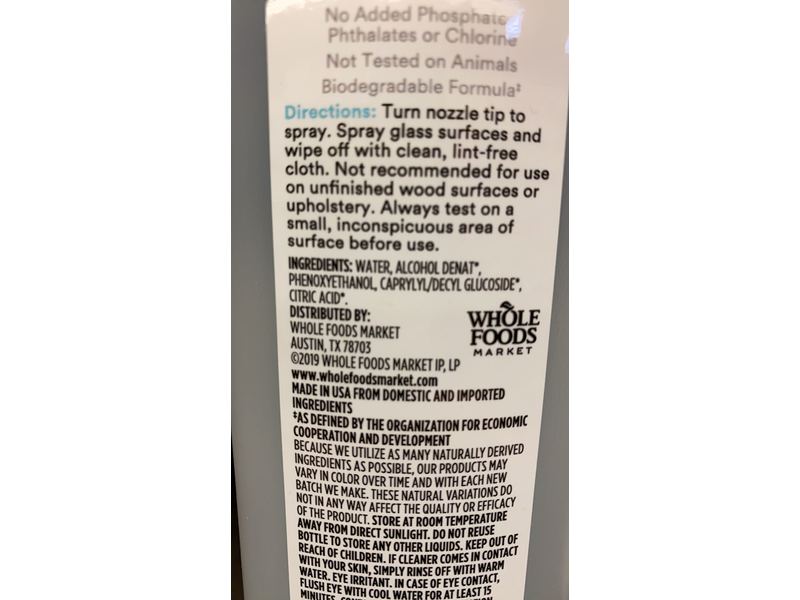 No Added Phosphate
Phthalates or Chlorine
Not Tested on Animals
Biodegradable Formula‡
Directions: Turn nozzle tip to
spray. Spray glass surfaces and
wipe off with clean, lint-free
cloth. Not recommended for use
on unfinished wood surfaces or
upholstery. Always test on a
small, inconspicuous area of
surface before use.
INGREDIENTS: WATER, ALCOHOL DENAT*,
PHENOXYETHANOL, CAPRYLYL/DECYL GLUCOSIDE*,
CITRIC ACID*.
DISTRIBUTED BY:
WHOLE FOODS MARKET
AUSTIN, TX 78703
©2019 WHOLE FOODS MARKET IP, LP
WHOLE
FOODS
MARKET
www.wholefoodsmarket.com
MADE IN USA FROM DOMESTIC AND IMPORTED
INGREDIENTS
‡AS DEFINED BY THE ORGANIZATION FOR ECONOMIC
COOPERATION AND DEVELOPMENT
BECAUSE WE UTILIZE AS MANY NATURALLY DERIVED
INGREDIENTS AS POSSIBLE, OUR PRODUCTS MAY
VARY IN COLOR OVER TIME AND WITH EACH NEW
BATCH WE MAKE. THESE NATURAL VARIATIONS DO
NOT IN ANY WAY AFFECT THE QUALITY OR EFFICACY
OF THE PRODUCT. STORE AT ROOM TEMPERATURE
AWAY FROM DIRECT SUNLIGHT. DO NOT REUSE
BOTTLE TO STORE ANY OTHER LIQUIDS. KEEP OUT OF
REACH OF CHILDREN. IF CLEANER COMES IN CONTACT
WITH YOUR SKIN, SIMPLY RINSE OFF WITH WARM
WATER. EYE IRRITANT. IN CASE OF EYE CONTACT,
FLUSH EYE WITH COOL WATER FOR AT LEAST 15
MINUTES.